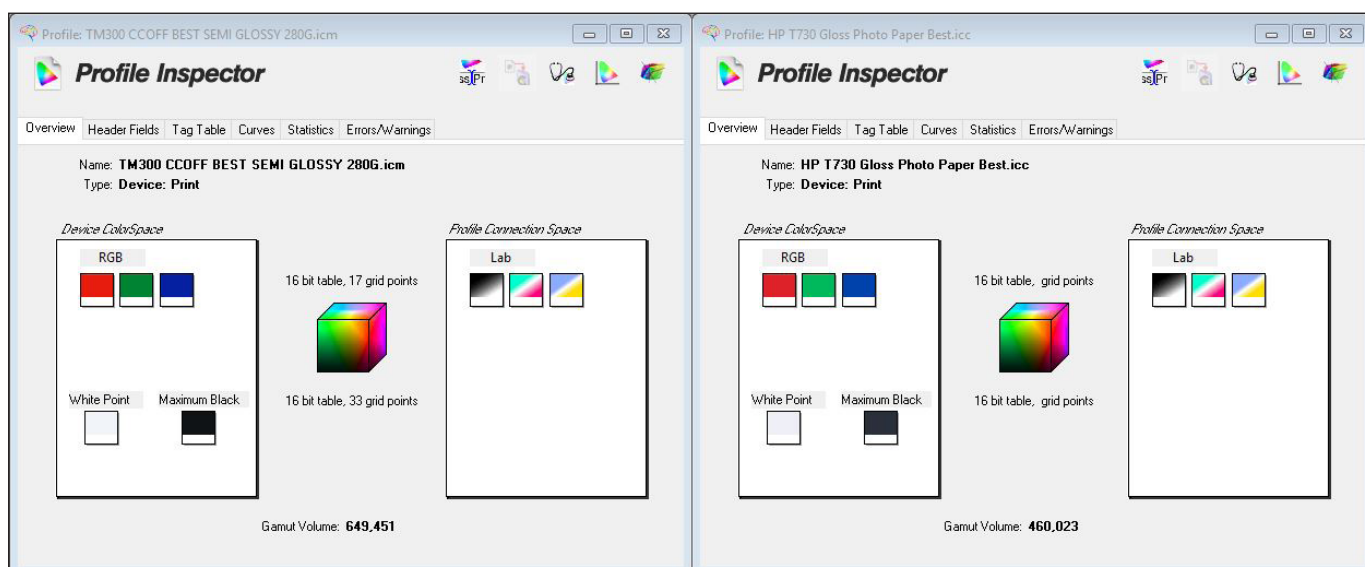 Profile: TM300 CCOFF BEST SEMI GLOSSY 280G.icm
Profile Inspector
Overview Header Fields Tag Table Curves Statistics Errors/Warnings
Name: TM300 CCOFF BEST SEMI GLOSSY 280G.icm
Type: Device: Print
Device ColorSpace
Profile Connection Space
RGB
Lab
16 bit table, 17 grid points
White Point
Maximum Black
16 bit table, 33 grid points
Gamut Volume: 649,451
Profile: HP T730 Gloss Photo Paper Best.icc
Profile Inspector
Overview Header Fields Tag Table Curves Statistics Errors/Warnings
Name: HP T730 Gloss Photo Paper Best.icc
Type: Device: Print
Device ColorSpace
Profile Connection Space
RGB
Lab
16 bit table, grid points
White Point
Maximum Black
16 bit table, grid points
Gamut Volume: 460,023